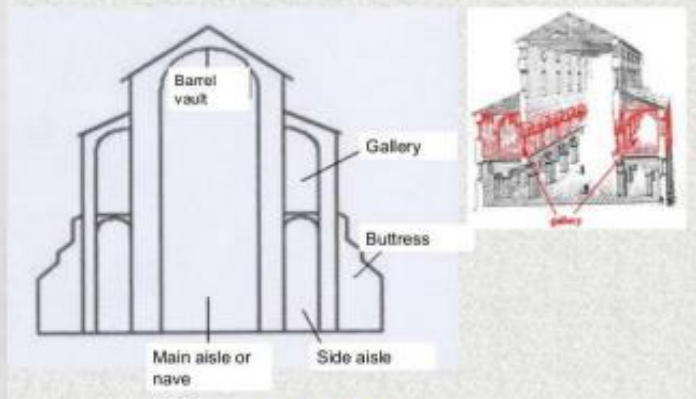 Barrel
vault
Gallery
Buttress
Main aisle or
nave
Side aisle
gallery